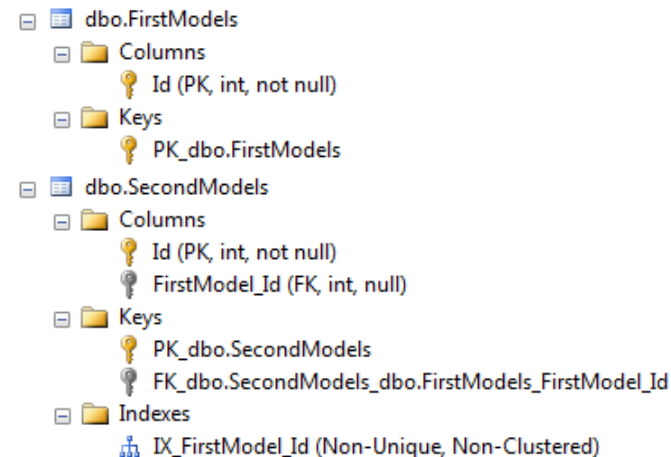 dbo.FirstModels
Columns
Id (PK, int, not null)
Keys
PK_dbo.FirstModels
dbo.SecondModels
Columns
Id (PK, int, not null)
FirstModel_Id (FK, int, null)
Keys
PK_dbo.SecondModels
FK_dbo.SecondModels_dbo.FirstModels_FirstModel_Id
Indexes
IX_FirstModel_Id (Non-Unique, Non-Clustered)